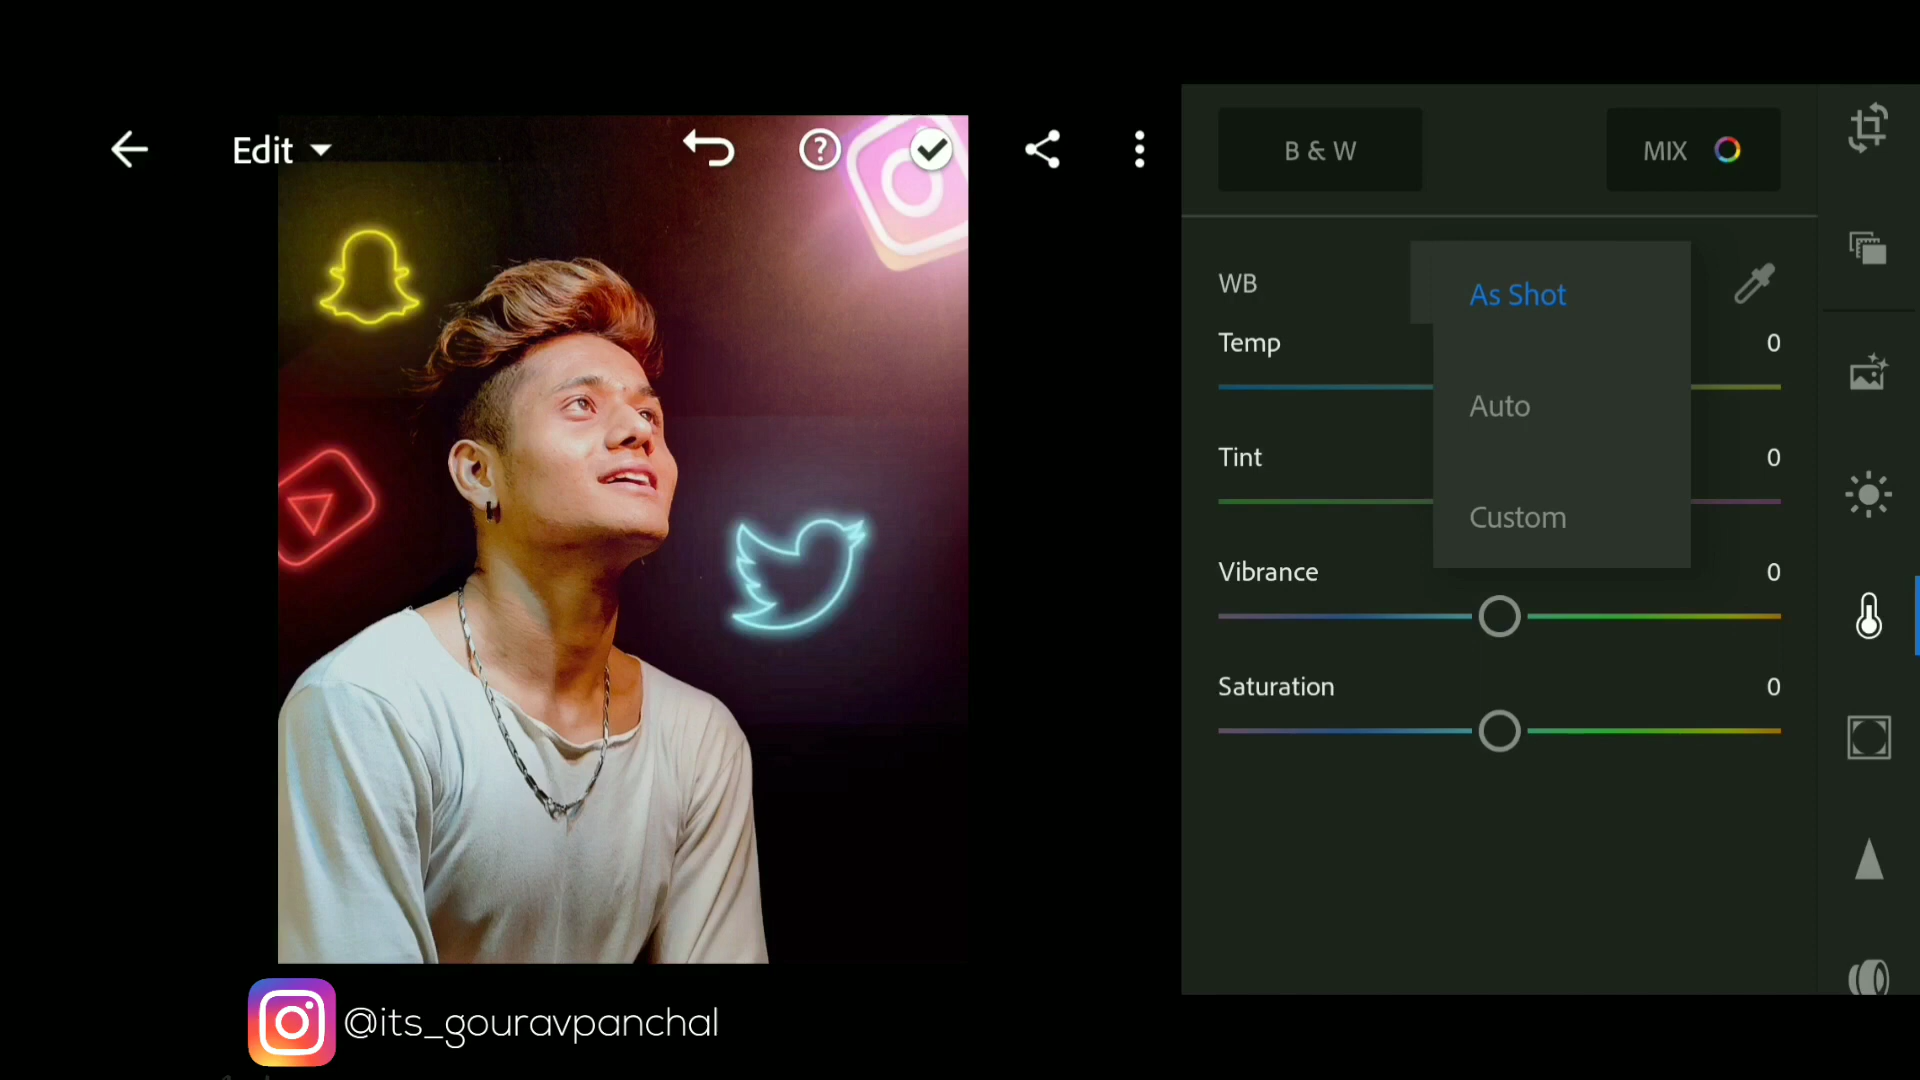 Edit
B & W
MIX
WB
As Shot
Temp
0
Auto
Tint
0
Custom
Vibrance
0
Saturation
0
@its_gouravpanchal